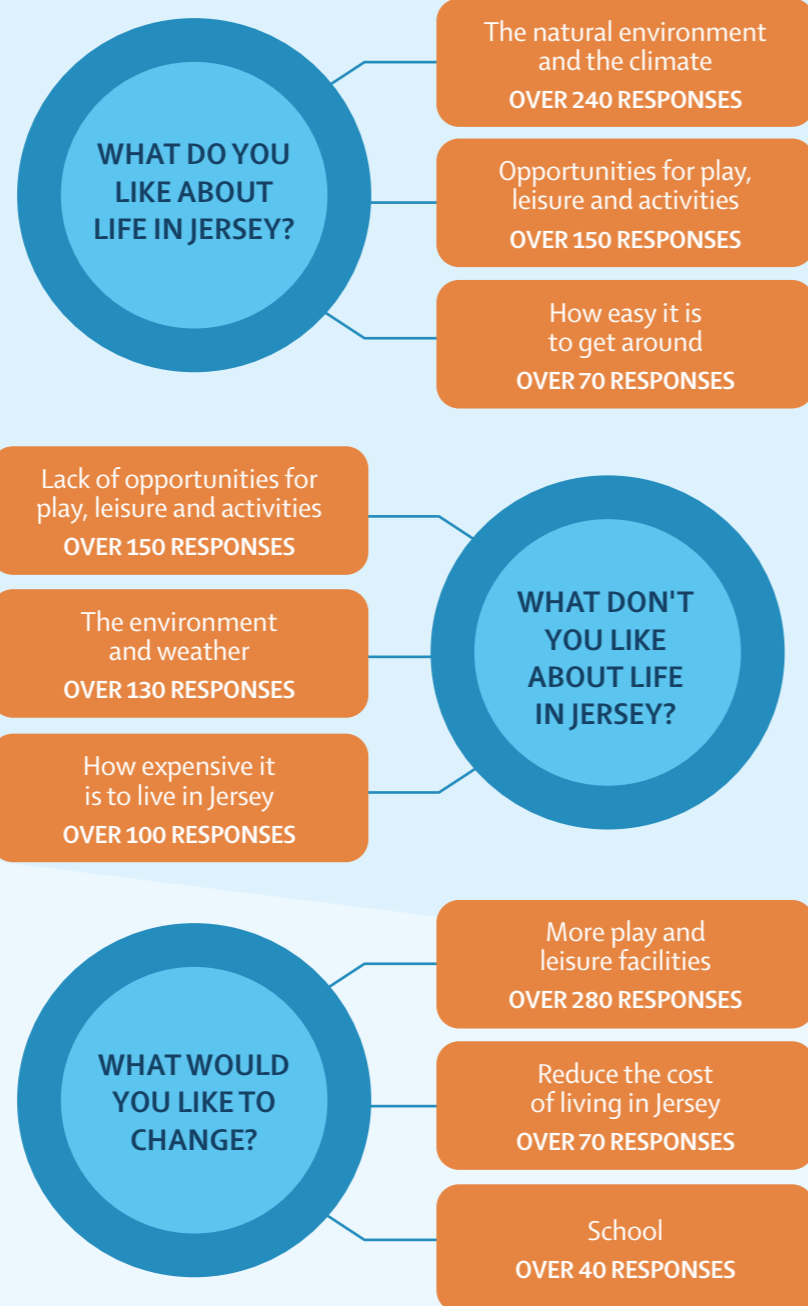 WHAT DO YOU
LIKE ABOUT
LIFE IN JERSEY?
The natural environment
and the climate
OVER 240 RESPONSES
Opportunities for play,
leisure and activities
OVER 150 RESPONSES
How easy it is
to get around
OVER 70 RESPONSES
WHAT DON'T
YOU LIKE
ABOUT LIFE
IN JERSEY?
Lack of opportunities for
play, leisure and activities
OVER 150 RESPONSES
The environment
and weather
OVER 130 RESPONSES
How expensive it
is to live in Jersey
OVER 100 RESPONSES
WHAT WOULD
YOU LIKE TO
CHANGE?
More play and
leisure facilities
OVER 280 RESPONSES
Reduce the cost
of living in Jersey
OVER 70 RESPONSES
School
OVER 40 RESPONSES